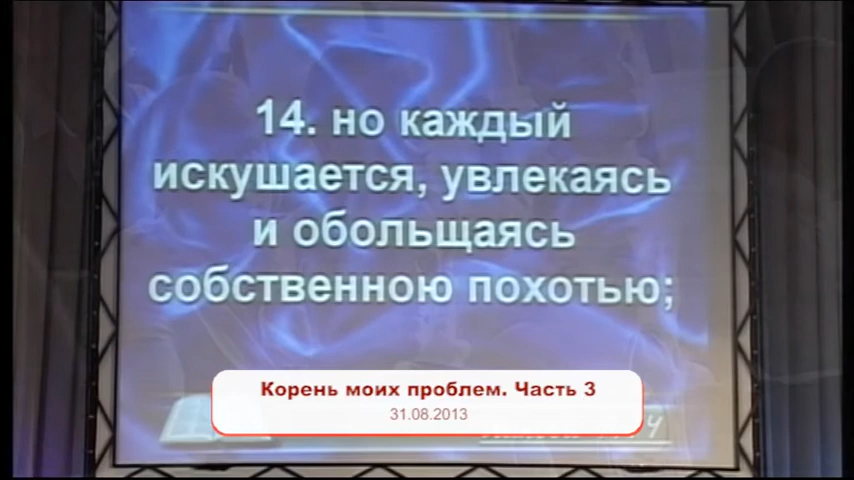 14. но каждый
искушается, увлекаясь
и обольщаясь
собственною похотью;
Корень моих проблем. Часть 3
31.08.2013